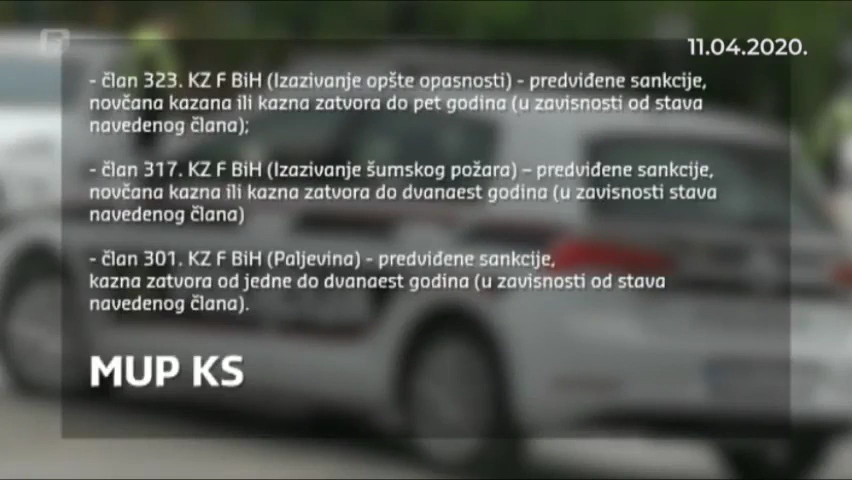 11.04.2020.
- član 323. KZ F BiH (Izazivanje opšte opasnosti) - predviđene sankcije,
novčana kazana ili kazna zatvora do pet godina (u zavisnosti od stava
navedenog člana);
- član 317. KZ F BiH (Izazivanje šumskog požara) – predviđene sankcije,
novčana kazna ili kazna zatvora do dvanaest godina (u zavisnosti stava
navedenog člana)
- član 301. KZ F BiH (Paljevina) - predviđene sankcije,
kazna zatvora od jedne do dvanaest godina (u zavisnosti od stava
navedenog člana).
MUP KS